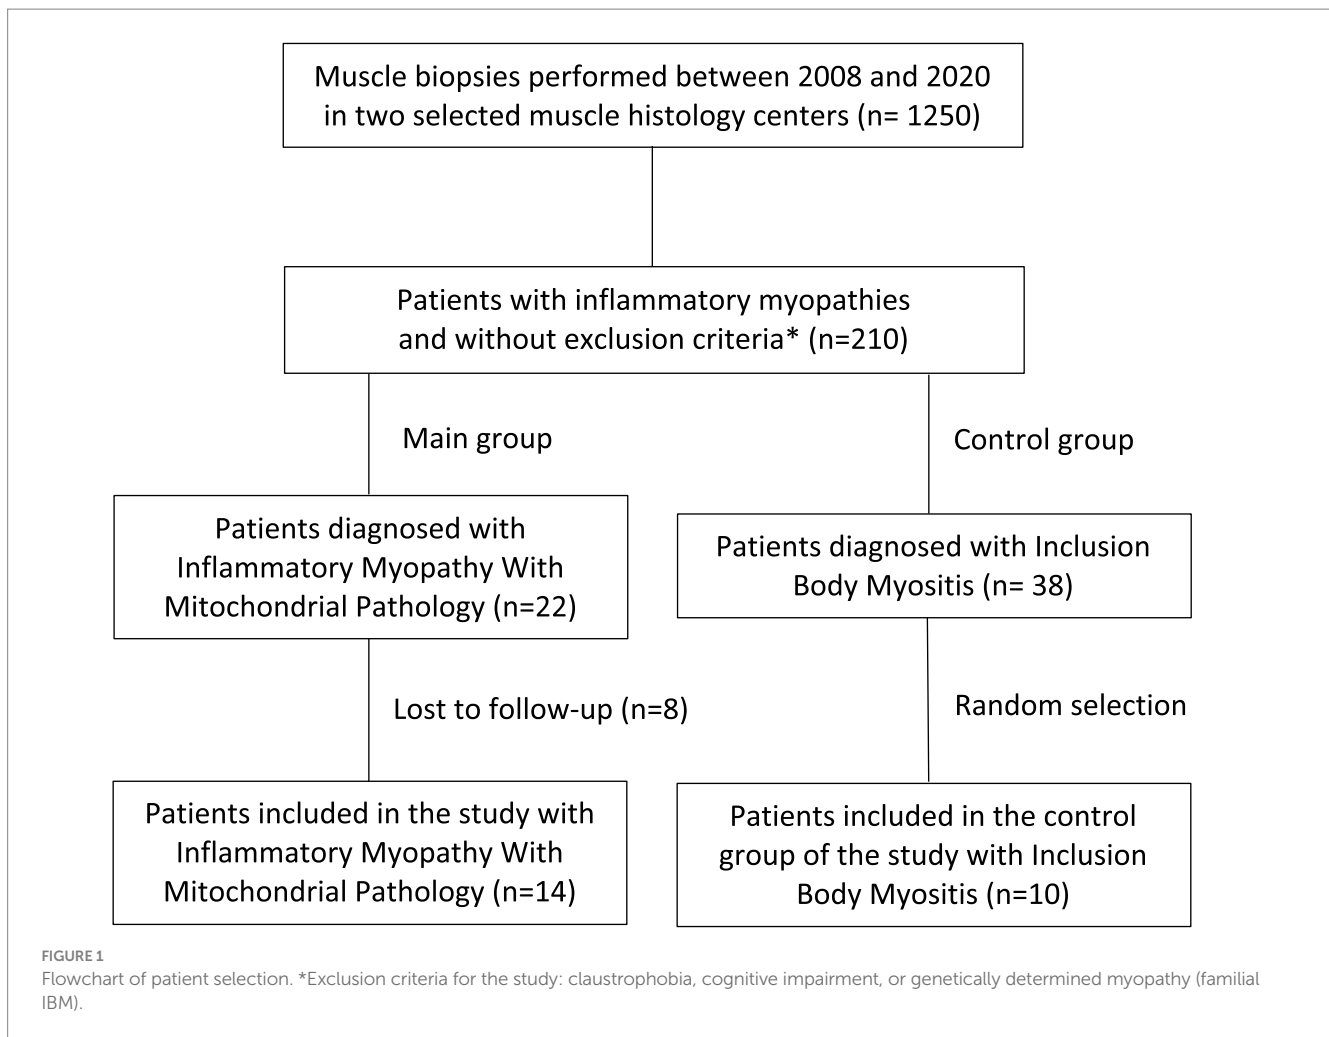 Muscle biopsies performed between 2008 and 2020
in two selected muscle histology centers (n= 1250)
Patients with inflammatory myopathies
and without exclusion criteria* (n=210)
Main group
Control group
Patients diagnosed with
Inflammatory Myopathy With
Mitochondrial Pathology (n=22)
Patients diagnosed with Inclusion
Body Myositis (n= 38)
Lost to follow-up (n=8)
Random selection
Patients included in the study with
Inflammatory Myopathy With
Mitochondrial Pathology (n=14)
Patients included in the control
group of the study with Inclusion
Body Myositis (n=10)
FIGURE 1
Flowchart of patient selection. *Exclusion criteria for the study: claustrophobia, cognitive impairment, or genetically determined myopathy (familial
IBM).